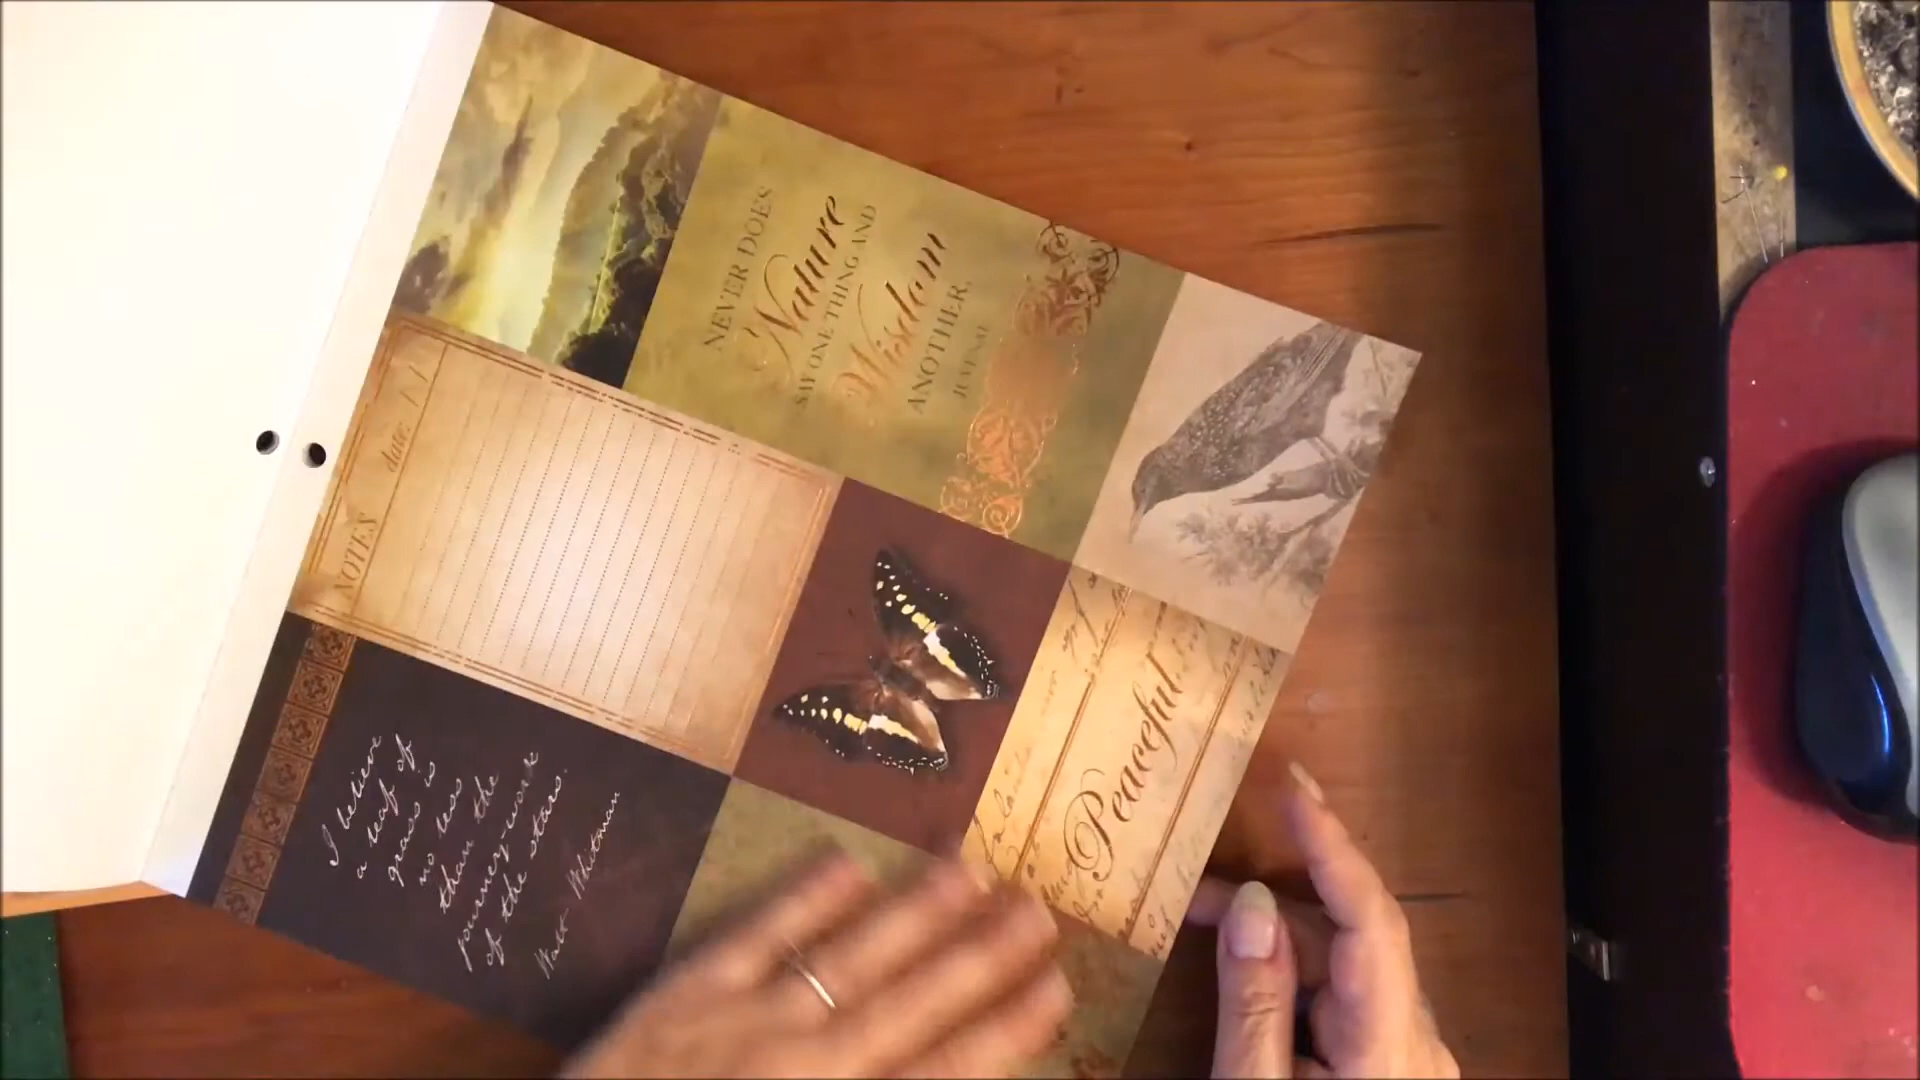 NEVER DOES
Nature
SAY ONE THING AND
Wisdom
ANOTHER.
JUVENAL
NOTES date: / /
Peaceful
I believe
a leaf of
grass is
no less
than the
journey-work
of the stars.
Walt Whitman